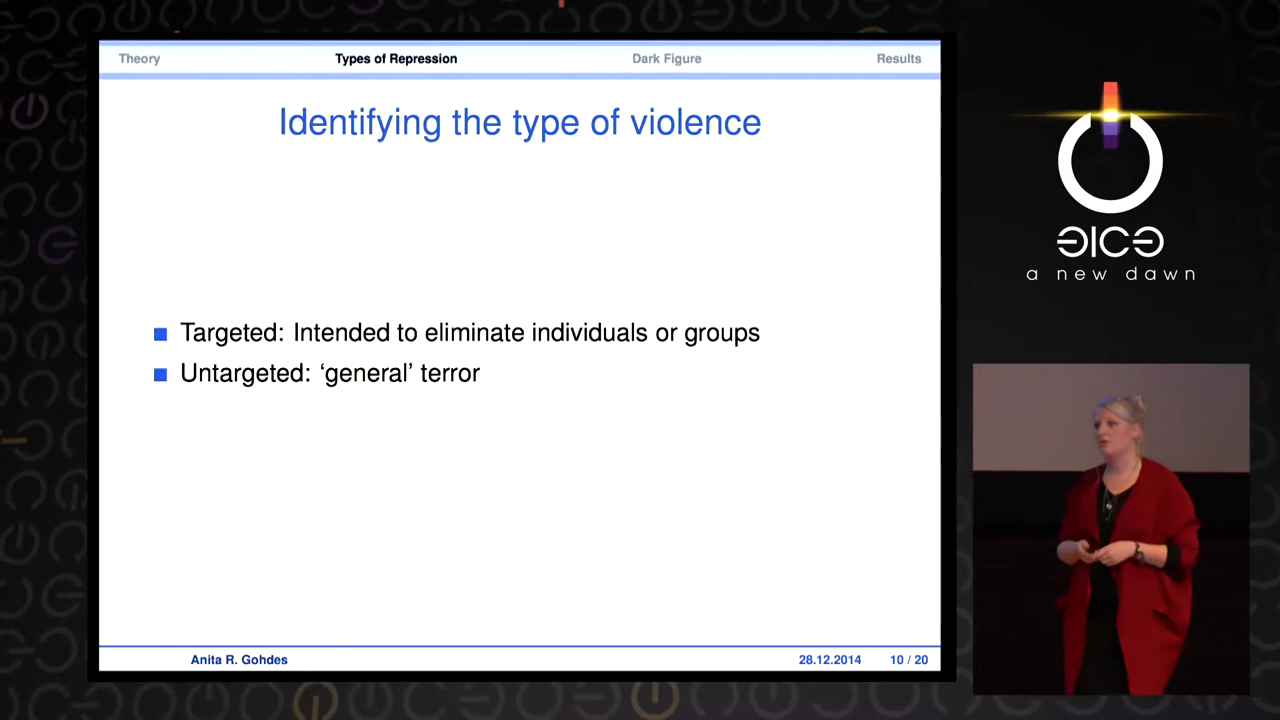 Theory
Types of Repression
Dark Figure
Results
Identifying the type of violence
Targeted: Intended to eliminate individuals or groups
Untargeted: ‘general’ terror
Anita R. Gohdes
28.12.2014
10 / 20
a new dawn